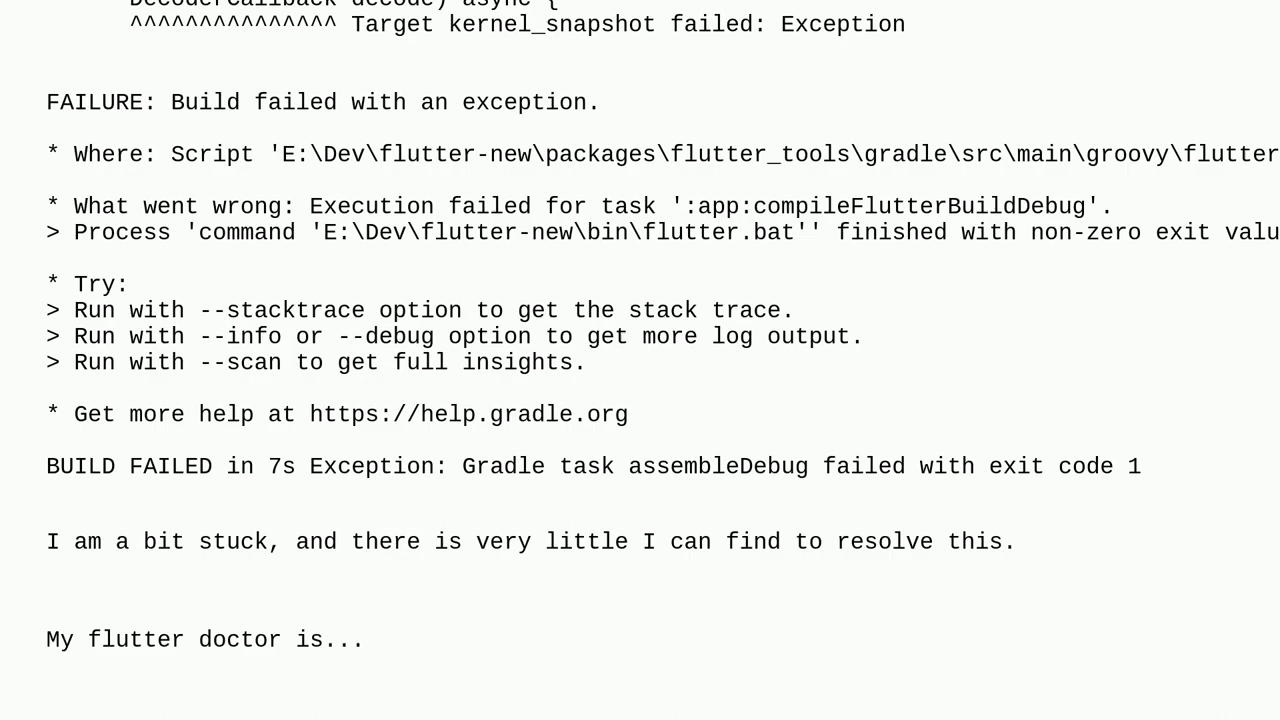 DecoderCallback decode) async {
^^^^^^^^^^^^^^^ Target kernel_snapshot failed: Exception
FAILURE: Build failed with an exception.
* Where: Script 'E:\Dev\flutter-new\packages\flutter_tools\gradle\src\main\groovy\flutter
* What went wrong: Execution failed for task ':app:compileFlutterBuildDebug'.
> Process 'command 'E:\Dev\flutter-new\bin\flutter.bat'' finished with non-zero exit valu
* Try:
> Run with --stacktrace option to get the stack trace.
> Run with --info or --debug option to get more log output.
> Run with --scan to get full insights.
* Get more help at https://help.gradle.org
BUILD FAILED in 7s Exception: Gradle task assembleDebug failed with exit code 1
I am a bit stuck, and there is very little I can find to resolve this.
My flutter doctor is...